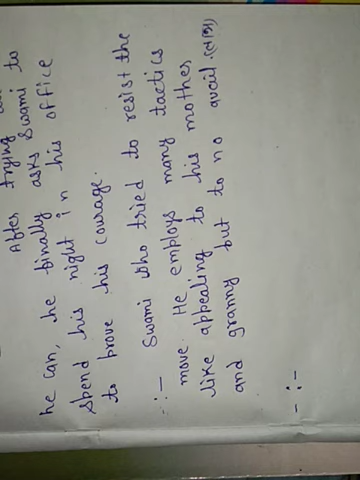 After trying
he can, he finally asks Swami to
spend his night in his office
to prove his courage.
-:- Swami who tried to resist the
move. He employs many tactics
like appealing to his mother
and granny but to no avail.
-:-